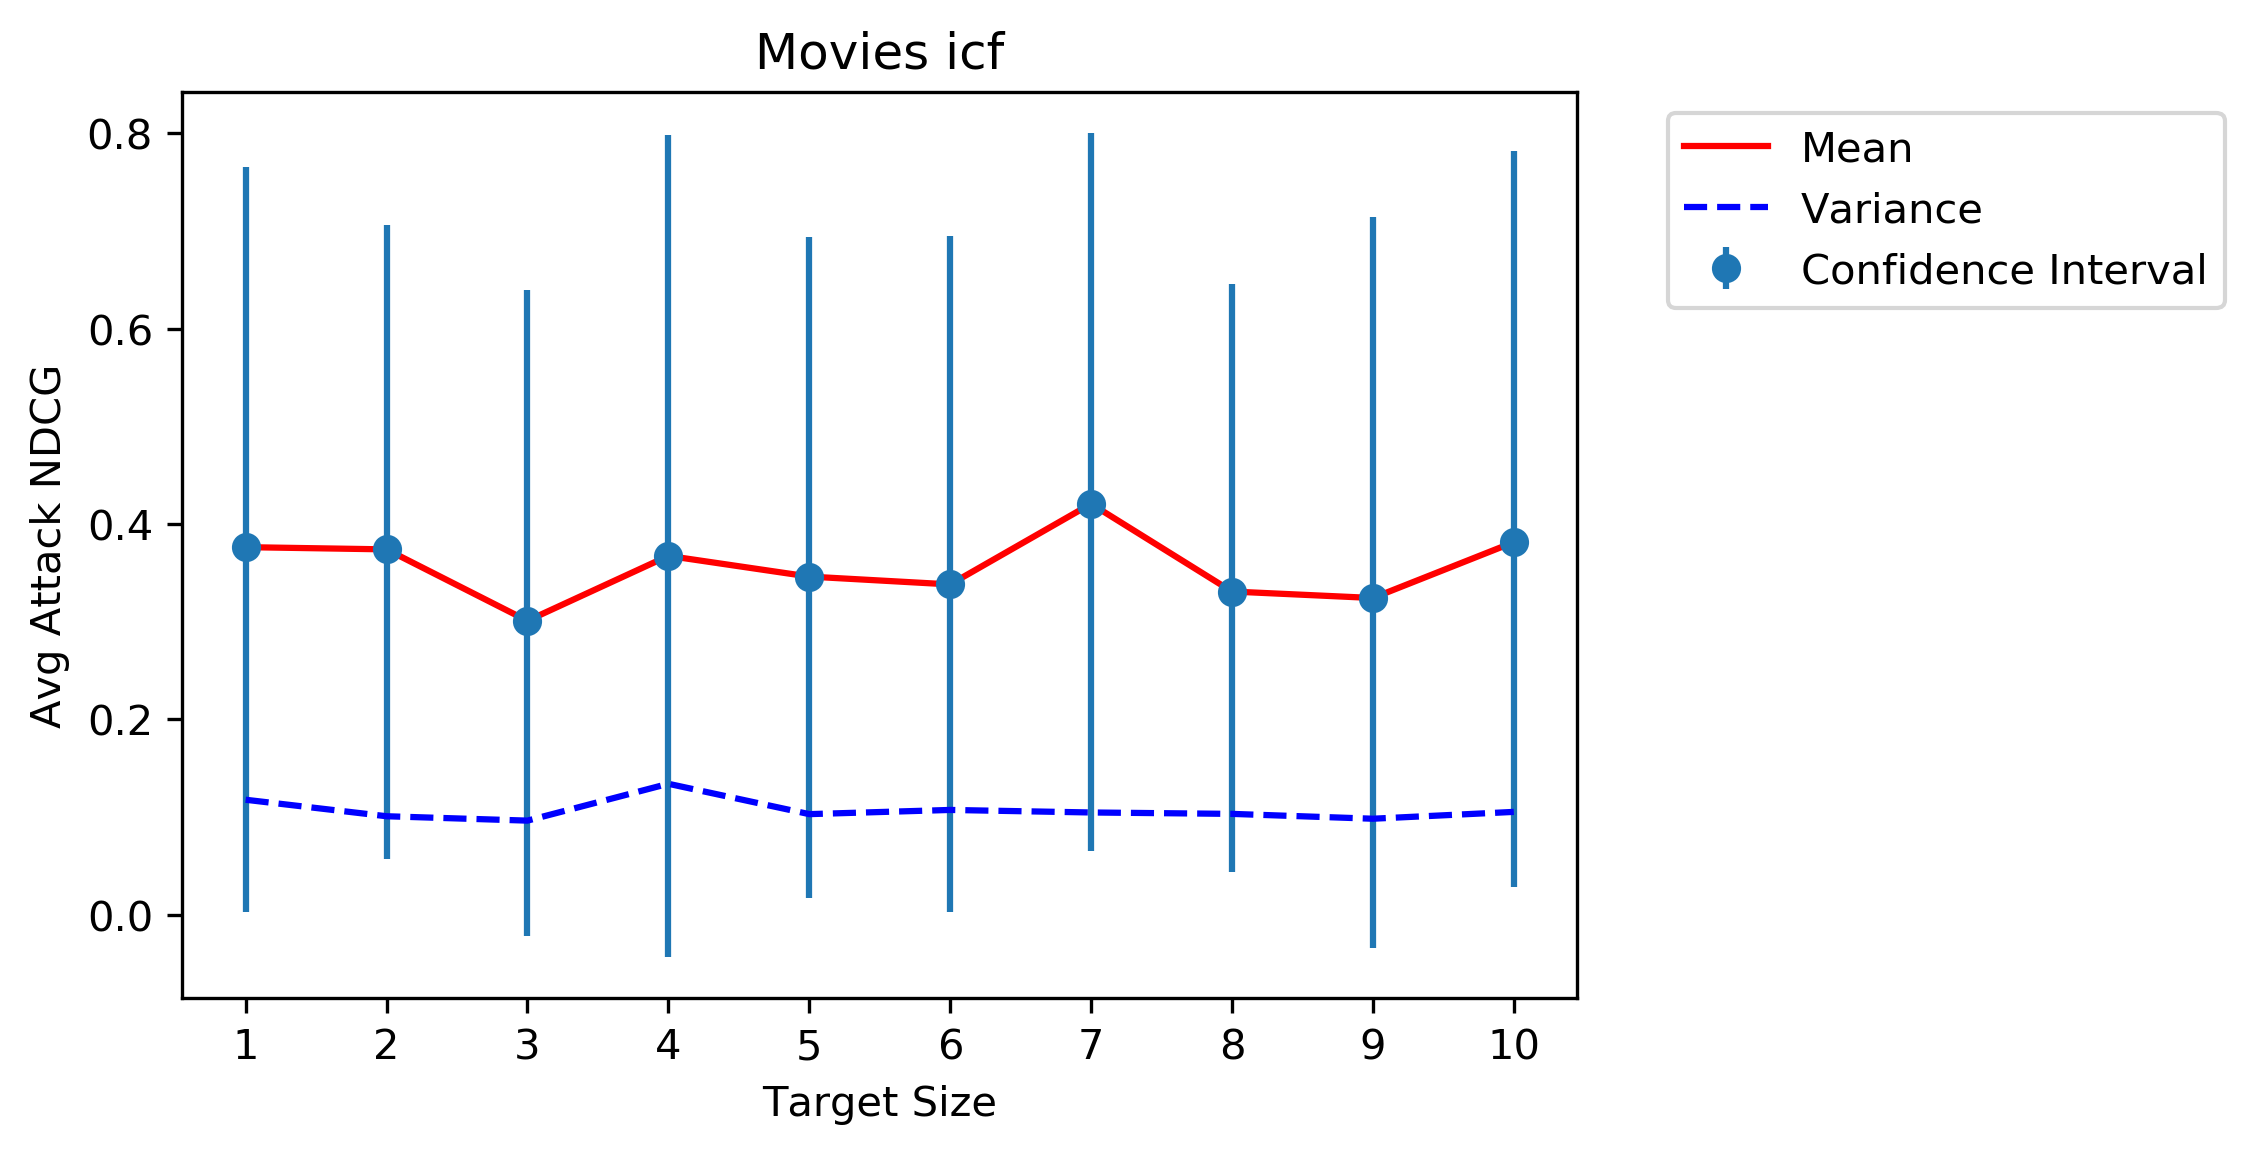 Movies icf
Mean
Variance
Confidence Interval
Avg Attack NDCG
0.8
0.6
0.4
0.2
0.0
1 2 3 4 5 6 7 8 9 10
Target Size